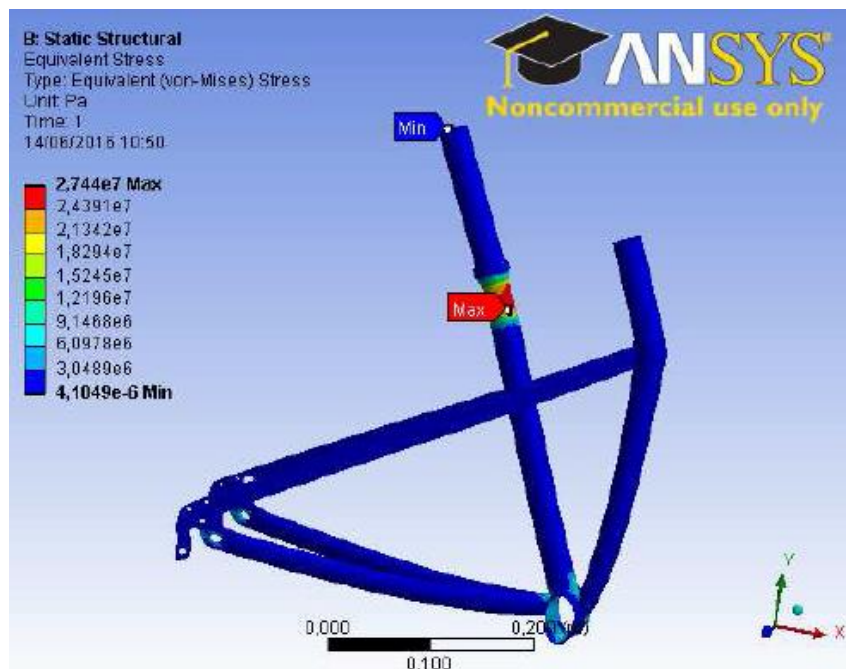 B: Static Structural
Equivalent Stress
Type: Equivalent (von-Mises) Stress
Unit: Pa
Time: 1
14/06/2016 10:50
ANSYS
Noncommercial use only
2,744e7 Max
2,4391e7
2,1342e7
1,8294e7
1,5245e7
1,2196e7
9,1468e6
6,0978e6
3,0489e6
4,1049e-6 Min
Min
Max
0,000
0,200 (m)
0,100
Y
X